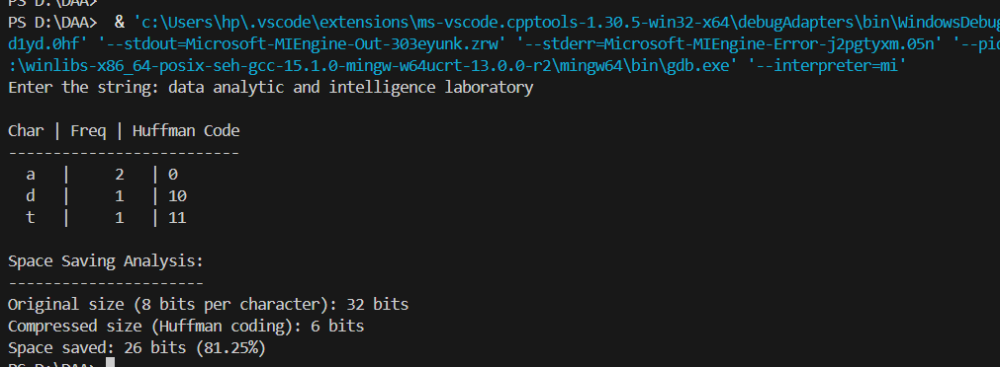 PS D:\DAA>
PS D:\DAA>  & 'c:\Users\hp\.vscode\extensions\ms-vscode.cpptools-1.30.5-win32-x64\debugAdapters\bin\WindowsDebug
d1yd.0hf' '--stdout=Microsoft-MIEngine-Out-303eyunk.zrw' '--stderr=Microsoft-MIEngine-Error-j2pgtyxm.05n' '--pid
:\winlibs-x86_64-posix-seh-gcc-15.1.0-mingw-w64ucrt-13.0.0-r2\mingw64\bin\gdb.exe' '--interpreter=mi'
Enter the string: data analytic and intelligence laboratory
Char | Freq | Huffman Code
--------------------------
  a   |     2   | 0
  d   |     1   | 10
  t   |     1   | 11
Space Saving Analysis:
----------------------
Original size (8 bits per character): 32 bits
Compressed size (Huffman coding): 6 bits
Space saved: 26 bits (81.25%)
PS D:\DAA>